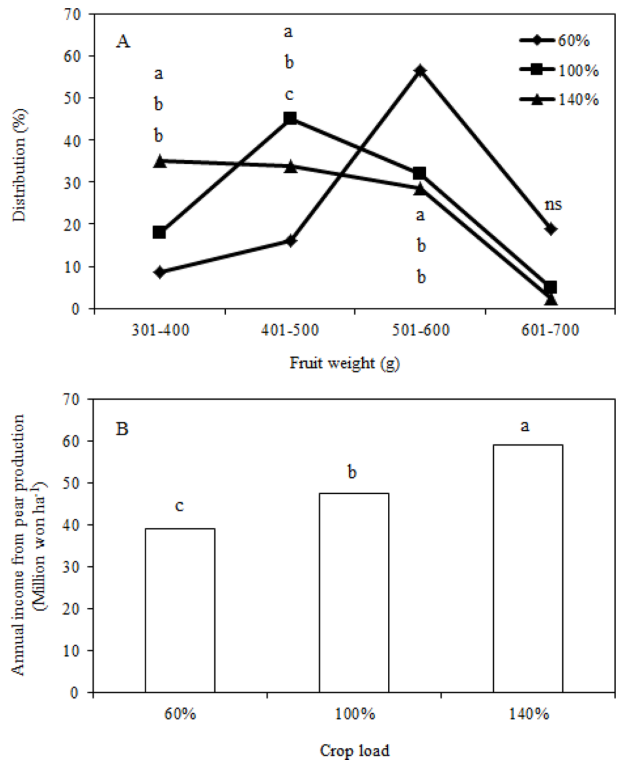 70
60
50
40
30
20
10
0
Distribution (%)
A
a
b
b
a
b
c
a
b
b
ns
60%
100%
140%
301-400
401-500
501-600
601-700
Fruit weight (g)
70
60
50
40
30
20
10
0
Annual income from pear production
(Million won ha⁻¹)
B
c
b
a
60%
100%
140%
Crop load